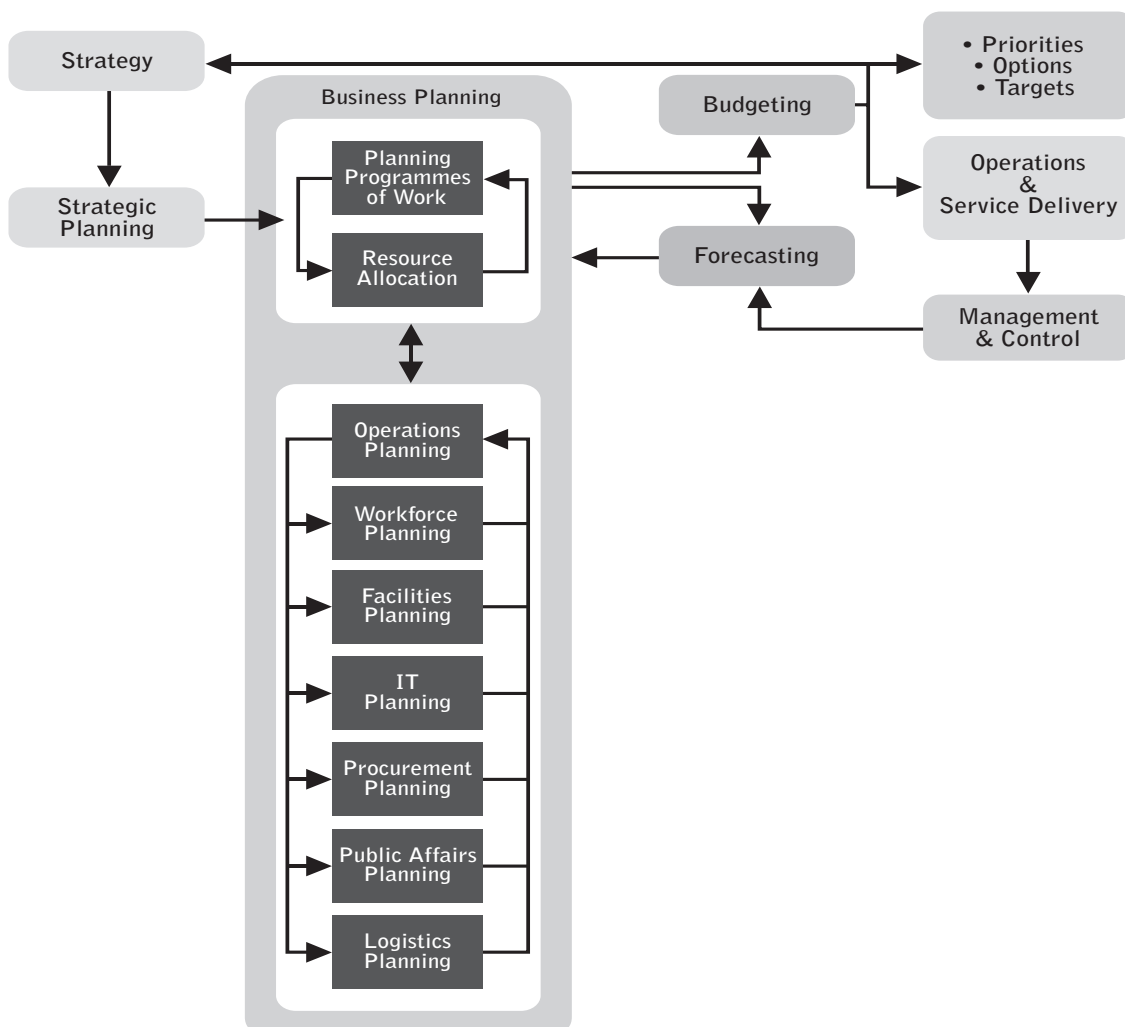 Strategy
Strategic
Planning
Business Planning
Planning
Programmes
of Work
Resource
Allocation
Operations
Planning
Workforce
Planning
Facilities
Planning
IT
Planning
Procurement
Planning
Public Affairs
Planning
Logistics
Planning
Budgeting
Forecasting
• Priorities
• Options
• Targets
Operations
&
Service Delivery
Management
& Control